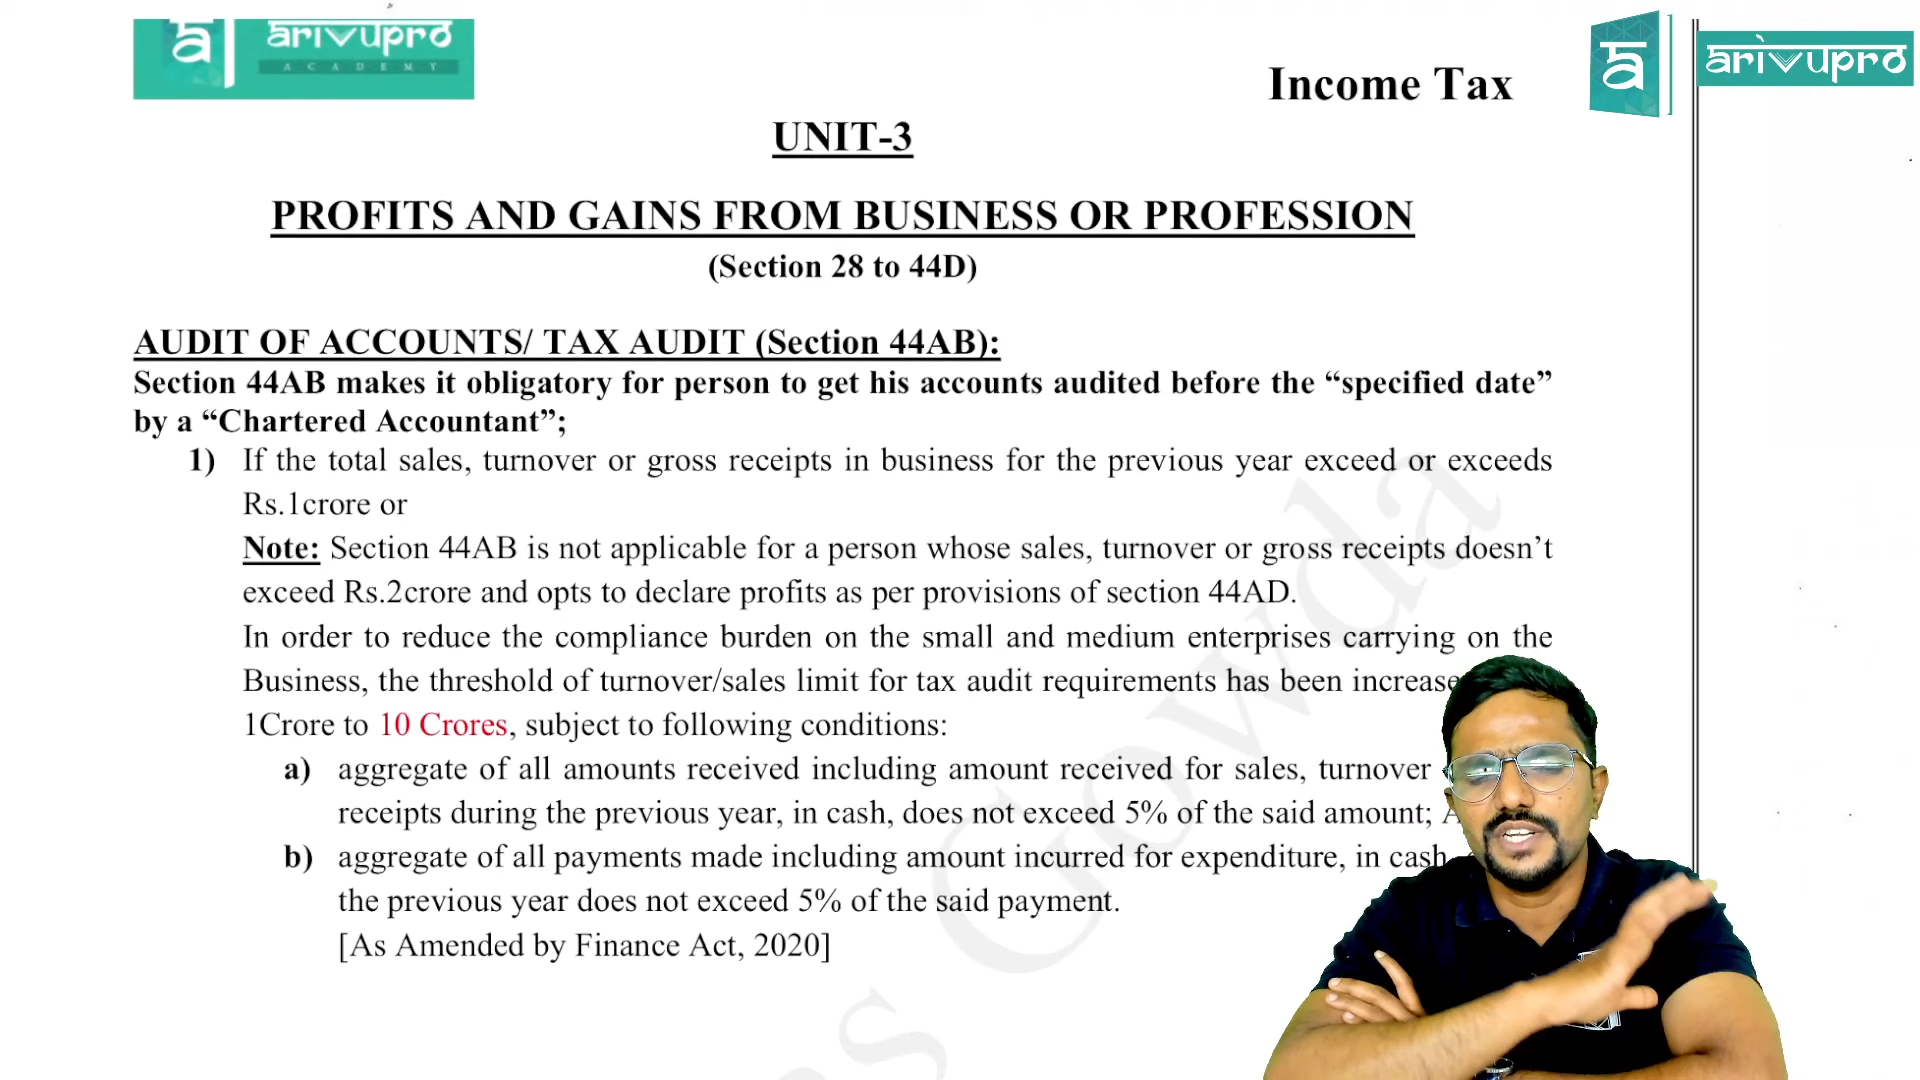 arivupro
ACADEMY
arivupro
Income Tax
UNIT-3
PROFITS AND GAINS FROM BUSINESS OR PROFESSION
(Section 28 to 44D)
AUDIT OF ACCOUNTS/ TAX AUDIT (Section 44AB):
Section 44AB makes it obligatory for person to get his accounts audited before the “specified date”
by a “Chartered Accountant”;
1) If the total sales, turnover or gross receipts in business for the previous year exceed or exceeds
Rs.1crore or
Note: Section 44AB is not applicable for a person whose sales, turnover or gross receipts doesn’t
exceed Rs.2crore and opts to declare profits as per provisions of section 44AD.
In order to reduce the compliance burden on the small and medium enterprises carrying on the
Business, the threshold of turnover/sales limit for tax audit requirements has been increase
1Crore to 10 Crores, subject to following conditions:
a) aggregate of all amounts received including amount received for sales, turnover
receipts during the previous year, in cash, does not exceed 5% of the said amount;
b) aggregate of all payments made including amount incurred for expenditure, in cash
the previous year does not exceed 5% of the said payment.
[As Amended by Finance Act, 2020]
s Gowda